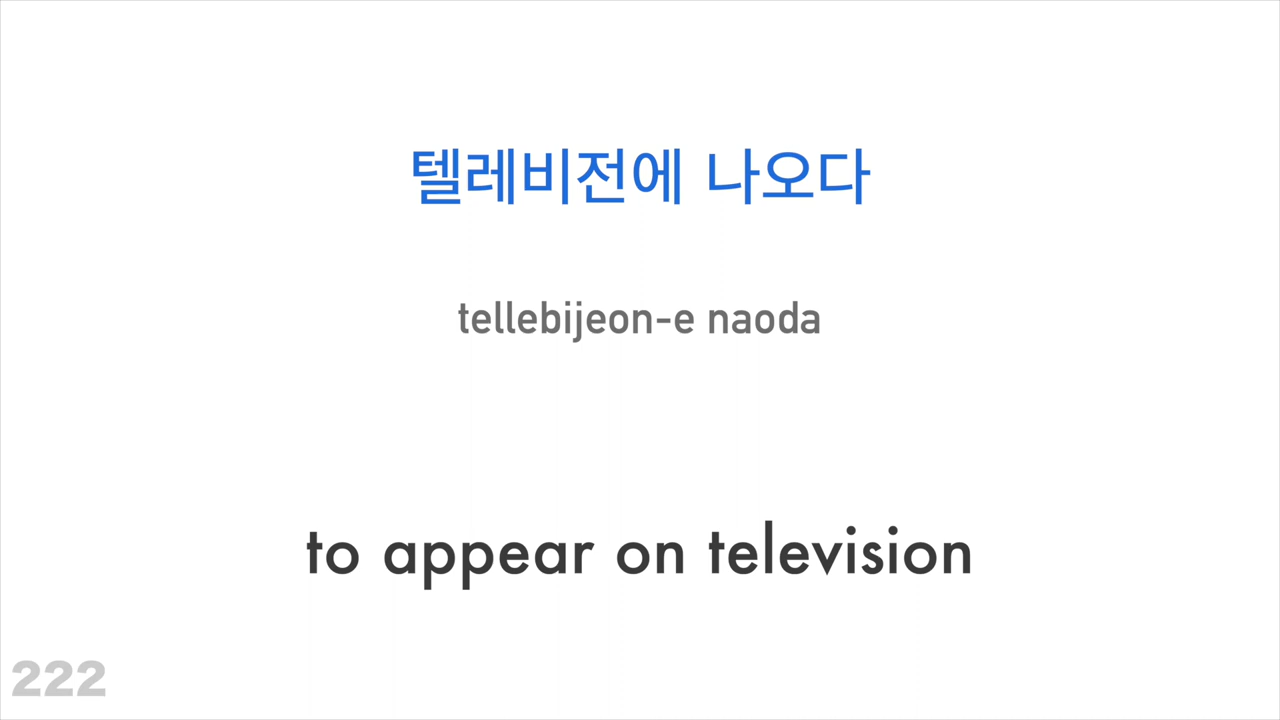 텔레비전에 나오다
tellebijeon-e naoda
to appear on television
222